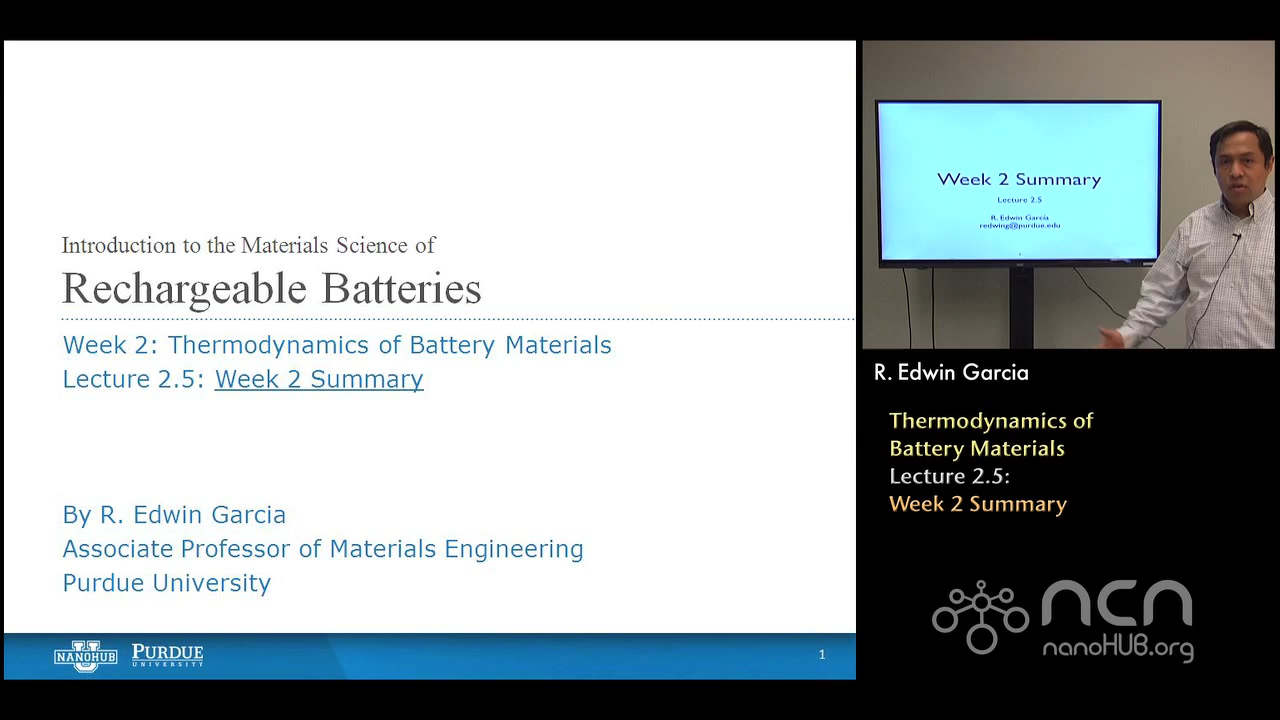 Introduction to the Materials Science of
Rechargeable Batteries
Week 2: Thermodynamics of Battery Materials
Lecture 2.5: Week 2 Summary
By R. Edwin Garcia
Associate Professor of Materials Engineering
Purdue University
NANOHUB
U
PURDUE
UNIVERSITY
1
Week 2 Summary
Lecture 2.5
R. Edwin García
redwing@purdue.edu
R. Edwin Garcia
Thermodynamics of
Battery Materials
Lecture 2.5:
Week 2 Summary
ncn
nanoHUB.org